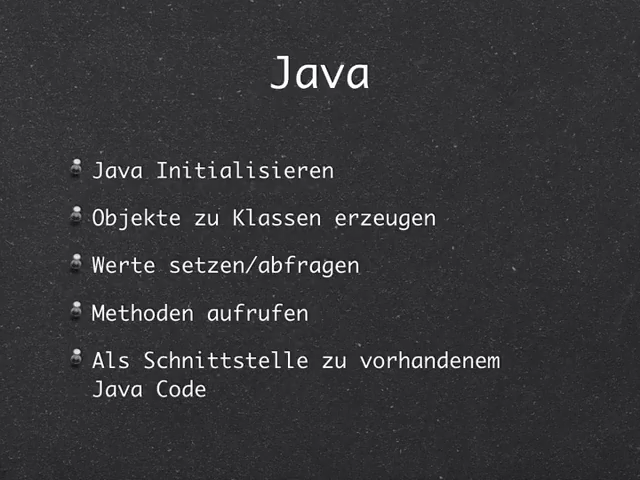 Java
Java Initialisieren
Objekte zu Klassen erzeugen
Werte setzen/abfragen
Methoden aufrufen
Als Schnittstelle zu vorhandenem
Java Code